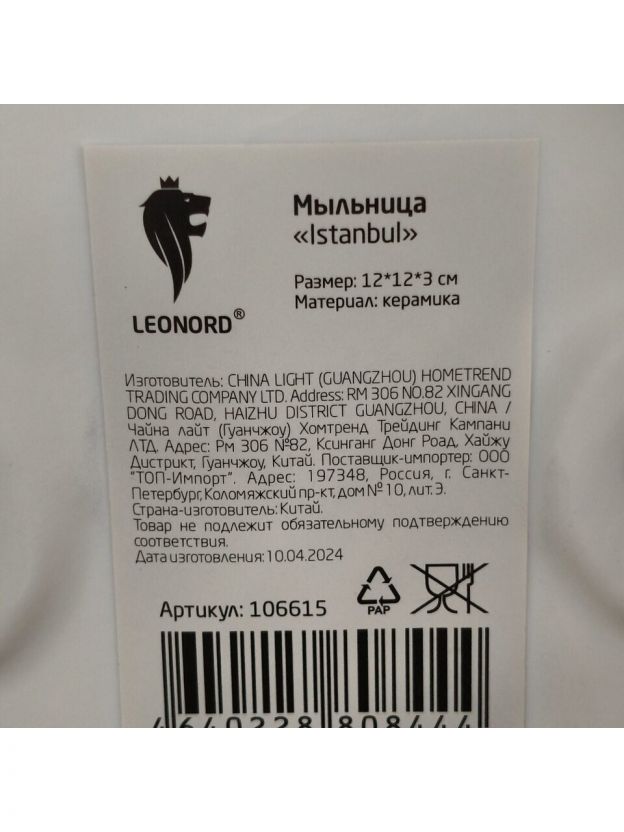 Мыльница
«Istanbul»
Размер: 12*12*3 см
Материал: керамика
LEONORD®
Изготовитель: CHINA LIGHT (GUANGZHOU) HOMETREND
TRADING COMPANY LTD. Address: RM 306 NO.82 XINGANG
DONG ROAD, HAIZHU DISTRICT GUANGZHOU, CHINA /
Чайна лайт (Гуанчжоу) Хомтренд Трейдинг Кампани
ЛТД. Адрес: Рм 306 №82, Ксинганг Донг Роад, Хайжу
Дистрикт, Гуанчжоу, Китай. Поставщик-импортер: ООО
"ТОП-Импорт". Адрес: 197348, Россия, г. Санкт-
Петербург, Коломяжский пр-кт, дом № 10, лит. Э.
Страна-изготовитель: Китай.
Товар не подлежит обязательному подтверждению
соответствия.
Дата изготовления: 10.04.2024
PAP
Артикул: 106615
4 640228 808444